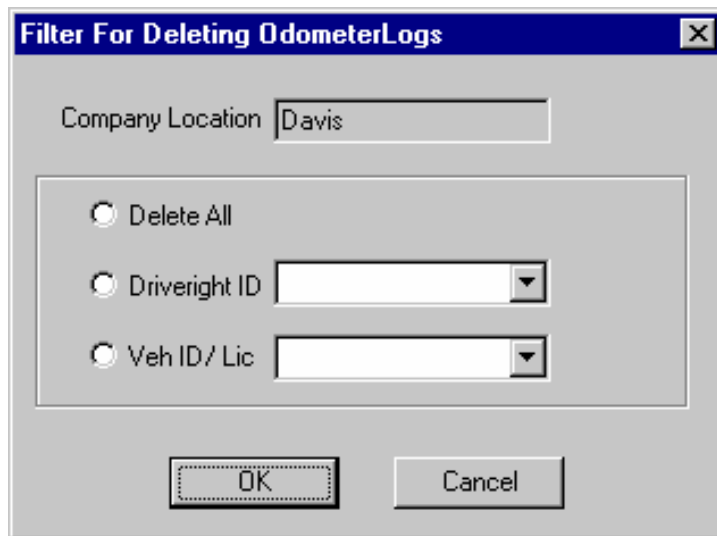 Filter For Deleting OdometerLogs
Company Location Davis
Delete All
Driveright ID
Veh ID / Lic
OK Cancel